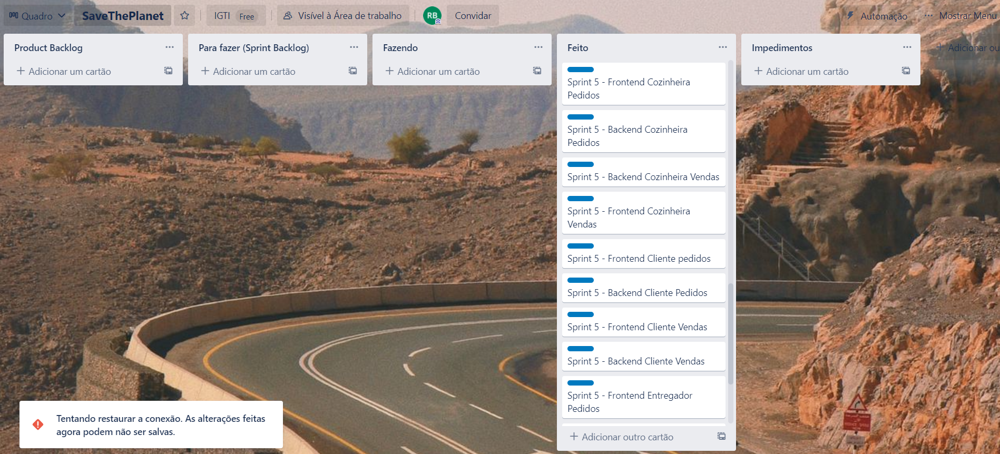 Quadro
SaveThePlanet
IGTI Free
Visível à Área de trabalho
RB
Convidar
Automação
Mostrar Menu
Product Backlog
Adicionar um cartão
Para fazer (Sprint Backlog)
Adicionar um cartão
Fazendo
Adicionar um cartão
Feito
Sprint 5 - Frontend Cozinheira
Pedidos
Sprint 5 - Backend Cozinheira
Pedidos
Sprint 5 - Backend Cozinheira Vendas
Sprint 5 - Frontend Cozinheira
Vendas
Sprint 5 - Frontend Cliente pedidos
Sprint 5 - Backend Cliente Pedidos
Sprint 5 - Frontend Cliente Vendas
Sprint 5 - Backend Cliente Vendas
Sprint 5 - Frontend Entregador
Pedidos
Adicionar outro cartão
Impedimentos
Adicionar um cartão
Adicionar ou
Tentando restaurar a conexão. As alterações feitas
agora podem não ser salvas.